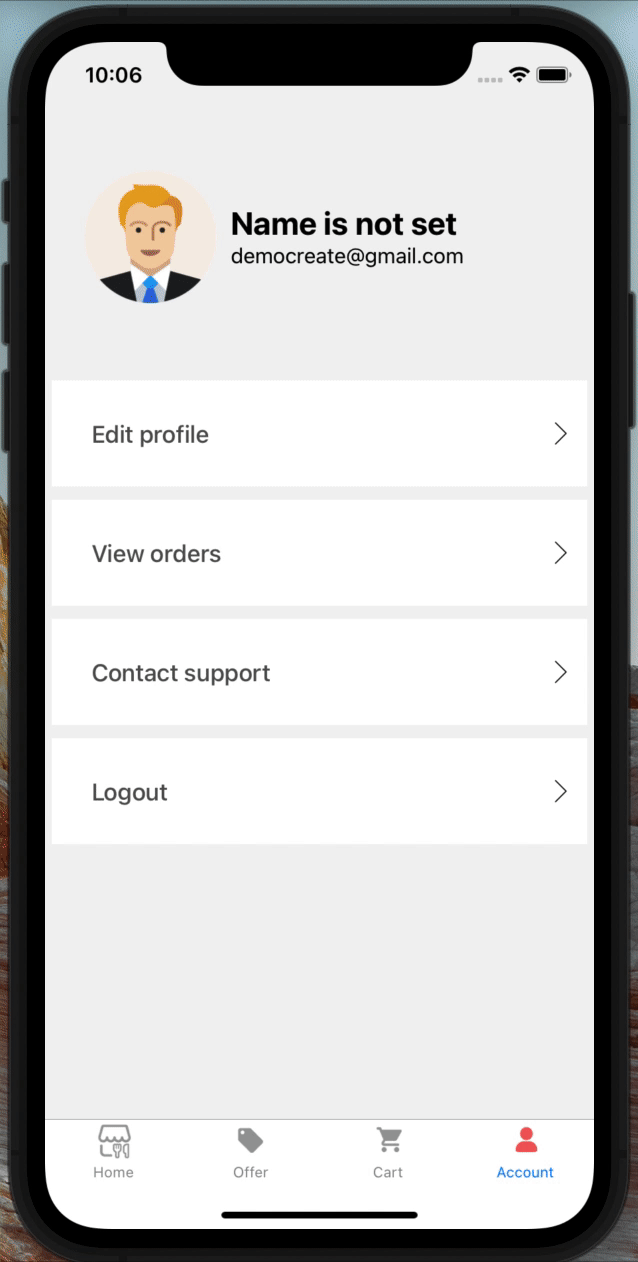 10:06
Name is not set
democreate@gmail.com
Edit profile
View orders
Contact support
Logout
Home
Offer
Cart
Account